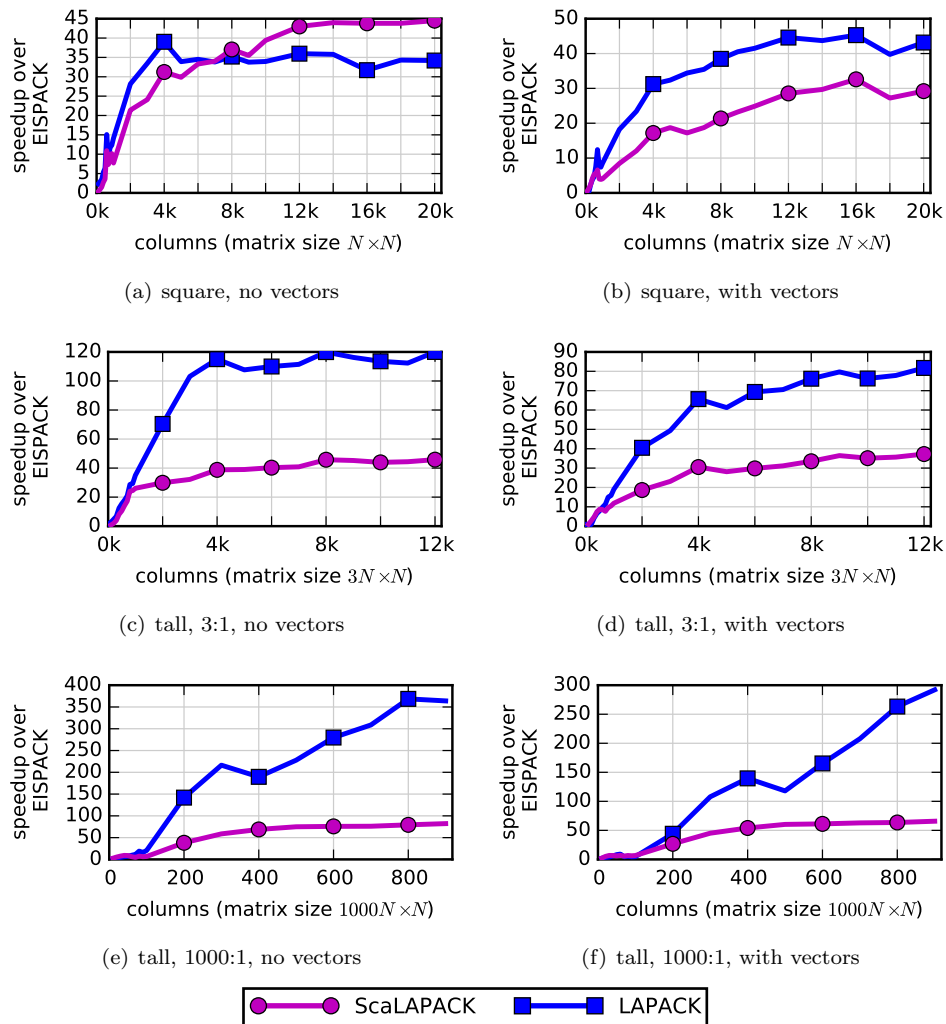 speedup over
EISPACK
45
40
35
30
25
20
15
10
5
0
0k 4k 8k 12k 16k 20k
columns (matrix size N×N)
(a) square, no vectors
speedup over
EISPACK
50
40
30
20
10
0
0k 4k 8k 12k 16k 20k
columns (matrix size N×N)
(b) square, with vectors
speedup over
EISPACK
120
100
80
60
40
20
0
0k 4k 8k 12k
columns (matrix size 3N×N)
(c) tall, 3:1, no vectors
speedup over
EISPACK
90
80
70
60
50
40
30
20
10
0
0k 4k 8k 12k
columns (matrix size 3N×N)
(d) tall, 3:1, with vectors
speedup over
EISPACK
400
350
300
250
200
150
100
50
0
0 200 400 600 800
columns (matrix size 1000N×N)
(e) tall, 1000:1, no vectors
speedup over
EISPACK
300
250
200
150
100
50
0
0 200 400 600 800
columns (matrix size 1000N×N)
(f) tall, 1000:1, with vectors
ScaLAPACK LAPACK